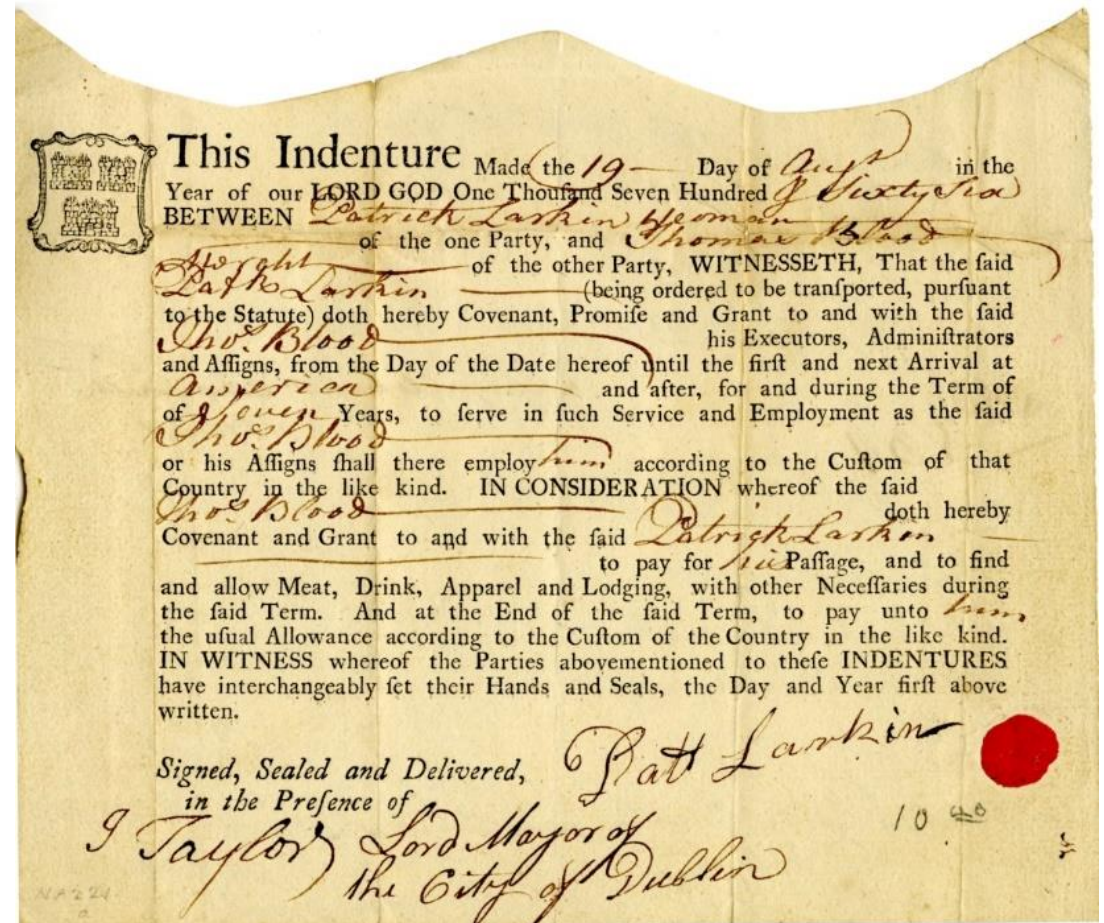 This Indenture Made the 19 Day of Augt in the
Year of our LORD GOD One Thouſand Seven Hundred & Sixty Six
BETWEEN Patrick Larkin Yeoman
of the one Party, and Thomas Blood
Mercht of the other Party, WITNESSETH, That the ſaid
Patk Larkin (being ordered to be tranſported, purſuant
to the Statute) doth hereby Covenant, Promiſe and Grant to and with the ſaid
Thos. Blood his Executors, Adminiſtrators
and Aſſigns, from the Day of the Date hereof until the firſt and next Arrival at
America and after, for and during the Term of
of Seven Years, to ſerve in ſuch Service and Employment as the ſaid
Thos. Blood
or his Aſſigns ſhall there employ him according to the Cuſtom of that
Country in the like kind. IN CONSIDERATION whereof the ſaid
Thos. Blood doth hereby
Covenant and Grant to and with the ſaid Patrick Larkin
to pay for his Paſſage, and to find
and allow Meat, Drink, Apparel and Lodging, with other Neceſſaries during
the ſaid Term. And at the End of the ſaid Term, to pay unto him
the uſual Allowance according to the Cuſtom of the Country in the like kind.
IN WITNESS whereof the Parties abovementioned to theſe INDENTURES
have interchangeably ſet their Hands and Seals, the Day and Year firſt above
written.
Signed, Sealed and Delivered,
in the Preſence of
Patt Larkin
10 40
J Taylor Lord Mayor of
the City of Dublin